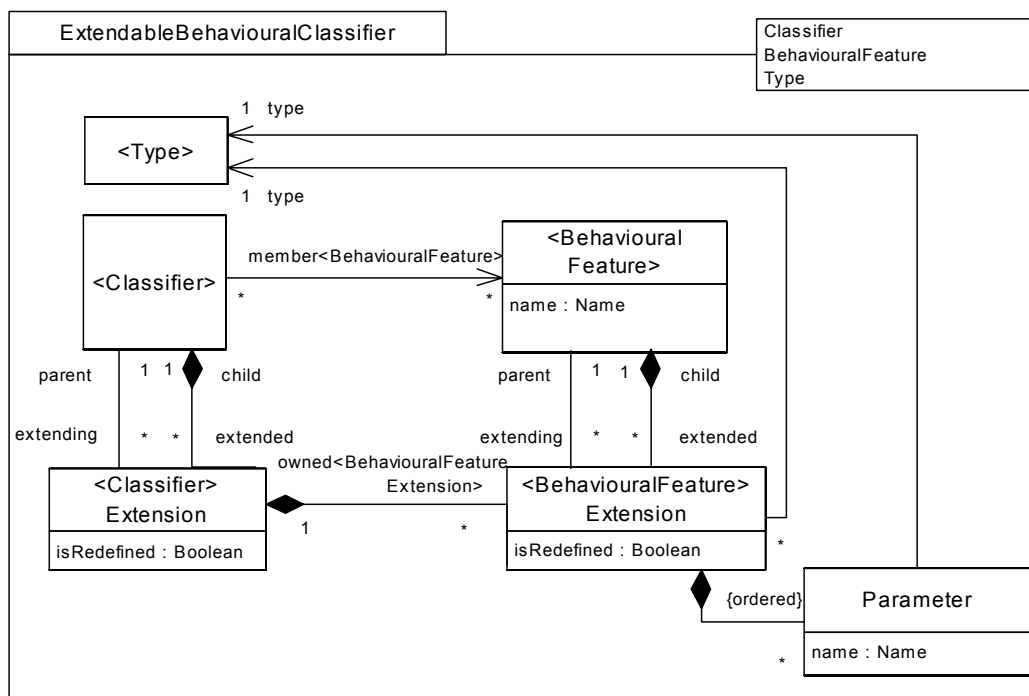 ExtendableBehaviouralClassifier
Classifier
BehaviouralFeature
Type
1 type
<Type>
1 type
<Classifier>
member<BehaviouralFeature>
* *
<Behavioural
Feature>
name : Name
parent 1 1 child
extending * * extended
parent 1 1 child
extending * * extended
<Classifier>
Extension
isRedefined : Boolean
owned<BehaviouralFeature
Extension>
1 *
<BehaviouralFeature>
Extension
isRedefined : Boolean
*
{ordered}
*
Parameter
name : Name